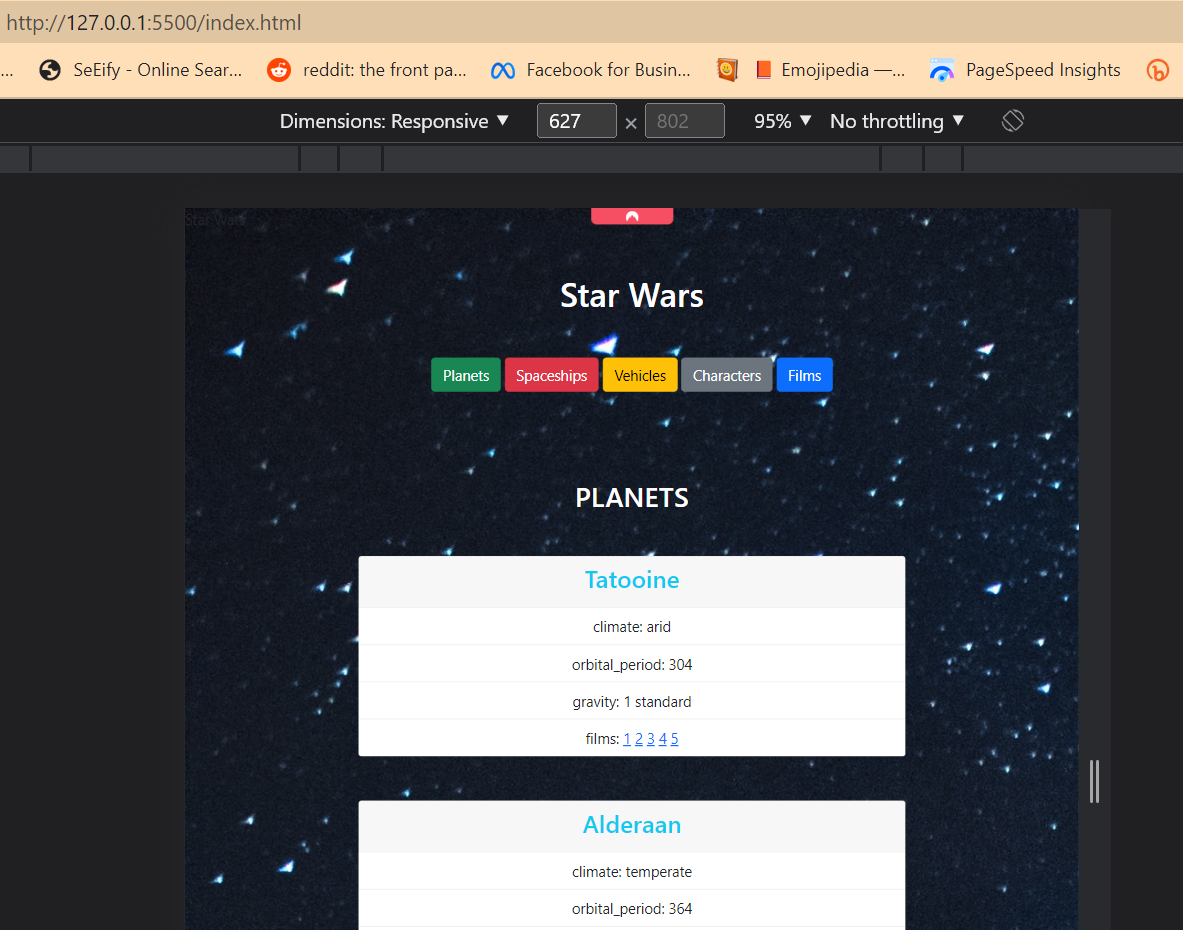 http://127.0.0.1:5500/index.html
... SeEify - Online Sear... reddit: the front pa... Facebook for Busin... Emojipedia —... PageSpeed Insights
Dimensions: Responsive ▼ 627 × 802 95% ▼ No throttling ▼
Star Wars
Star Wars
Planets Spaceships Vehicles Characters Films
PLANETS
Tatooine
climate: arid
orbital_period: 304
gravity: 1 standard
films: 1 2 3 4 5
Alderaan
climate: temperate
orbital_period: 364